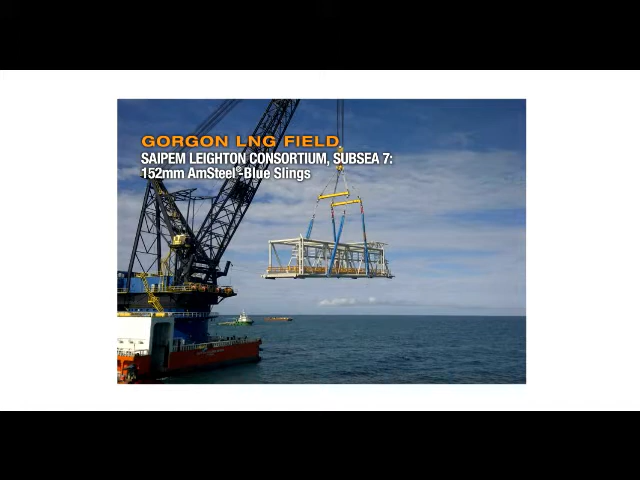 GORGON LNG FIELD
SAIPEM LEIGHTON CONSORTIUM, SUBSEA 7:
152mm AmSteel®-Blue Slings